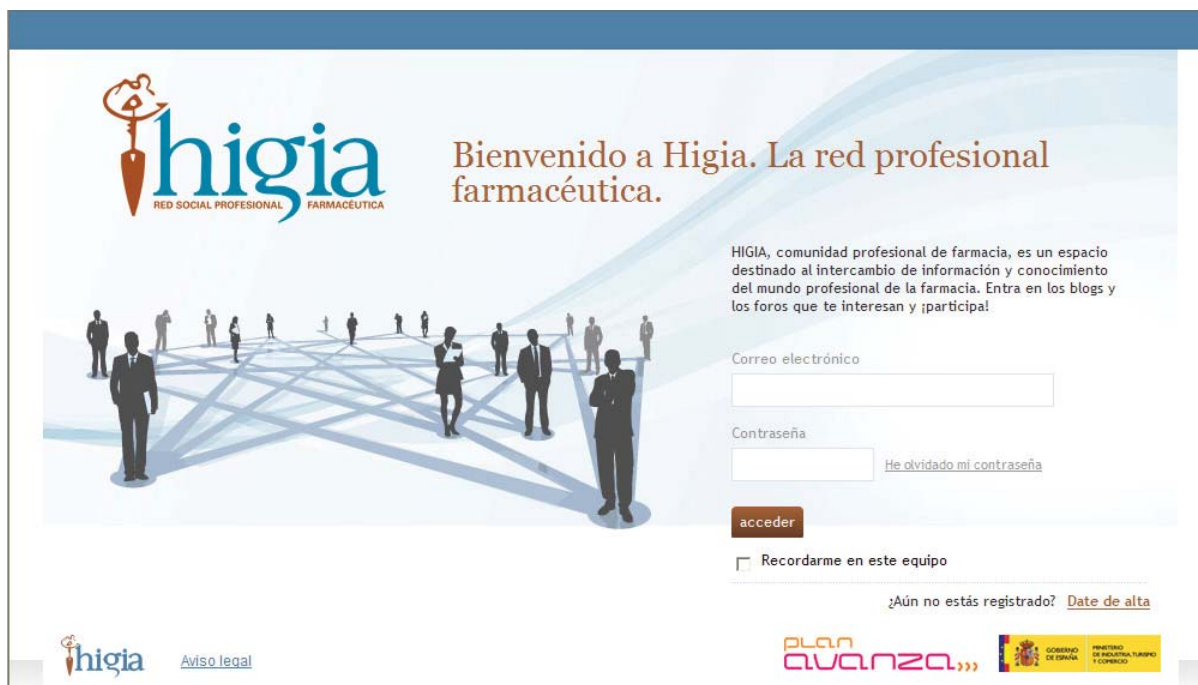 higia
RED SOCIAL PROFESIONAL FARMACÉUTICA
Bienvenido a Higia. La red profesional
farmacéutica.
HIGIA, comunidad profesional de farmacia, es un espacio
destinado al intercambio de información y conocimiento
del mundo profesional de la farmacia. Entra en los blogs y
los foros que te interesan y ¡participa!
Correo electrónico
Contraseña
He olvidado mi contraseña
acceder
Recordarme en este equipo
¿Aún no estás registrado? Date de alta
higia
Aviso legal
PLan
avanza
GOBIERNO
DE ESPAÑA
MINISTERIO
DE INDUSTRIA, TURISMO
Y COMERCIO